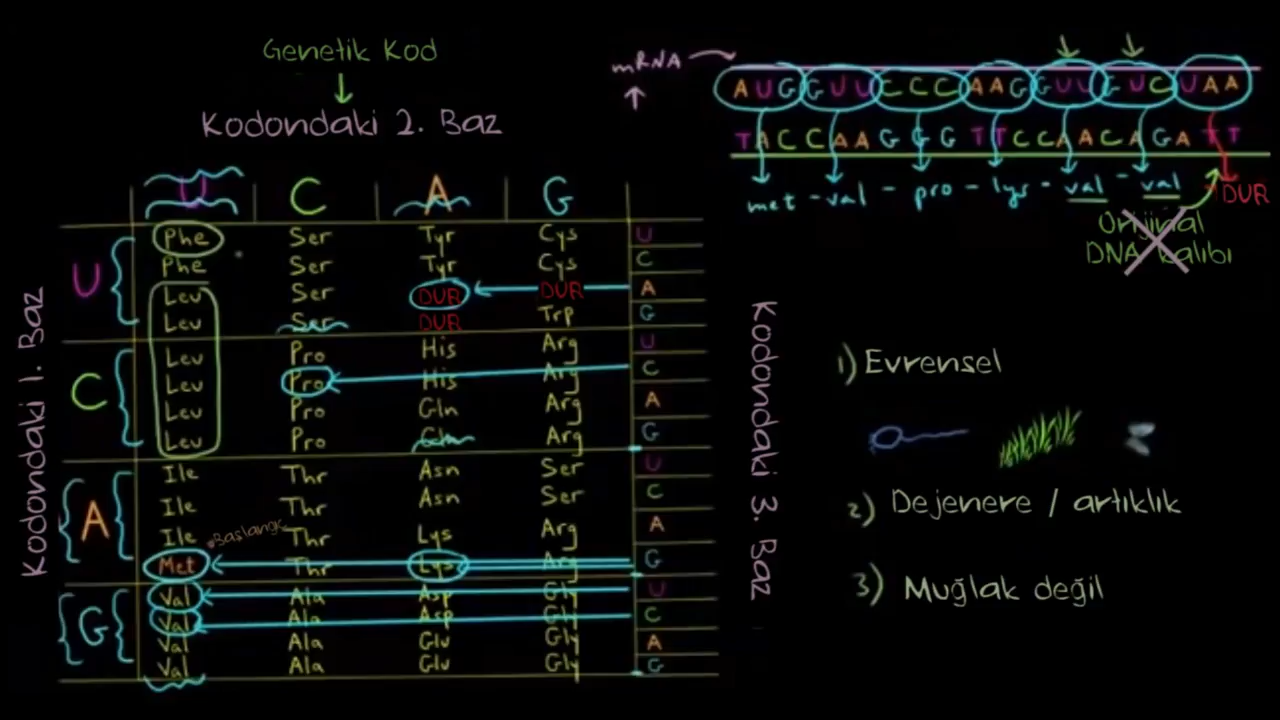 Genetik Kod
Kodondaki 2. Baz
U C A G
Kodondaki 1. Baz
U
Phe Ser Tyr Cys U
Phe Ser Tyr Cys C
Leu Ser DUR DUR A
Leu Ser DUR Trp G
C
Leu Pro His Arg U
Leu Pro His Arg C
Leu Pro Gln Arg A
Leu Pro Gln Arg G
A
Ile Thr Asn Ser U
Ile Thr Asn Ser C
Ile Thr Lys Arg A
Başlangıç
Met Thr Lys Arg G
G
Val Ala Asp Gly U
Val Ala Asp Gly C
Val Ala Glu Gly A
Val Ala Glu Gly G
Kodondaki 3. Baz
mRNA
AUG GUU CCC AAG GUU GUC UAA
TACCAAGGGTTCCAACAGATT
met - val - pro - lys - val - val
DUR
Orijinal
DNA kalıbı
1) Evrensel
2) Dejenere / artıklık
3) Muğlak değil